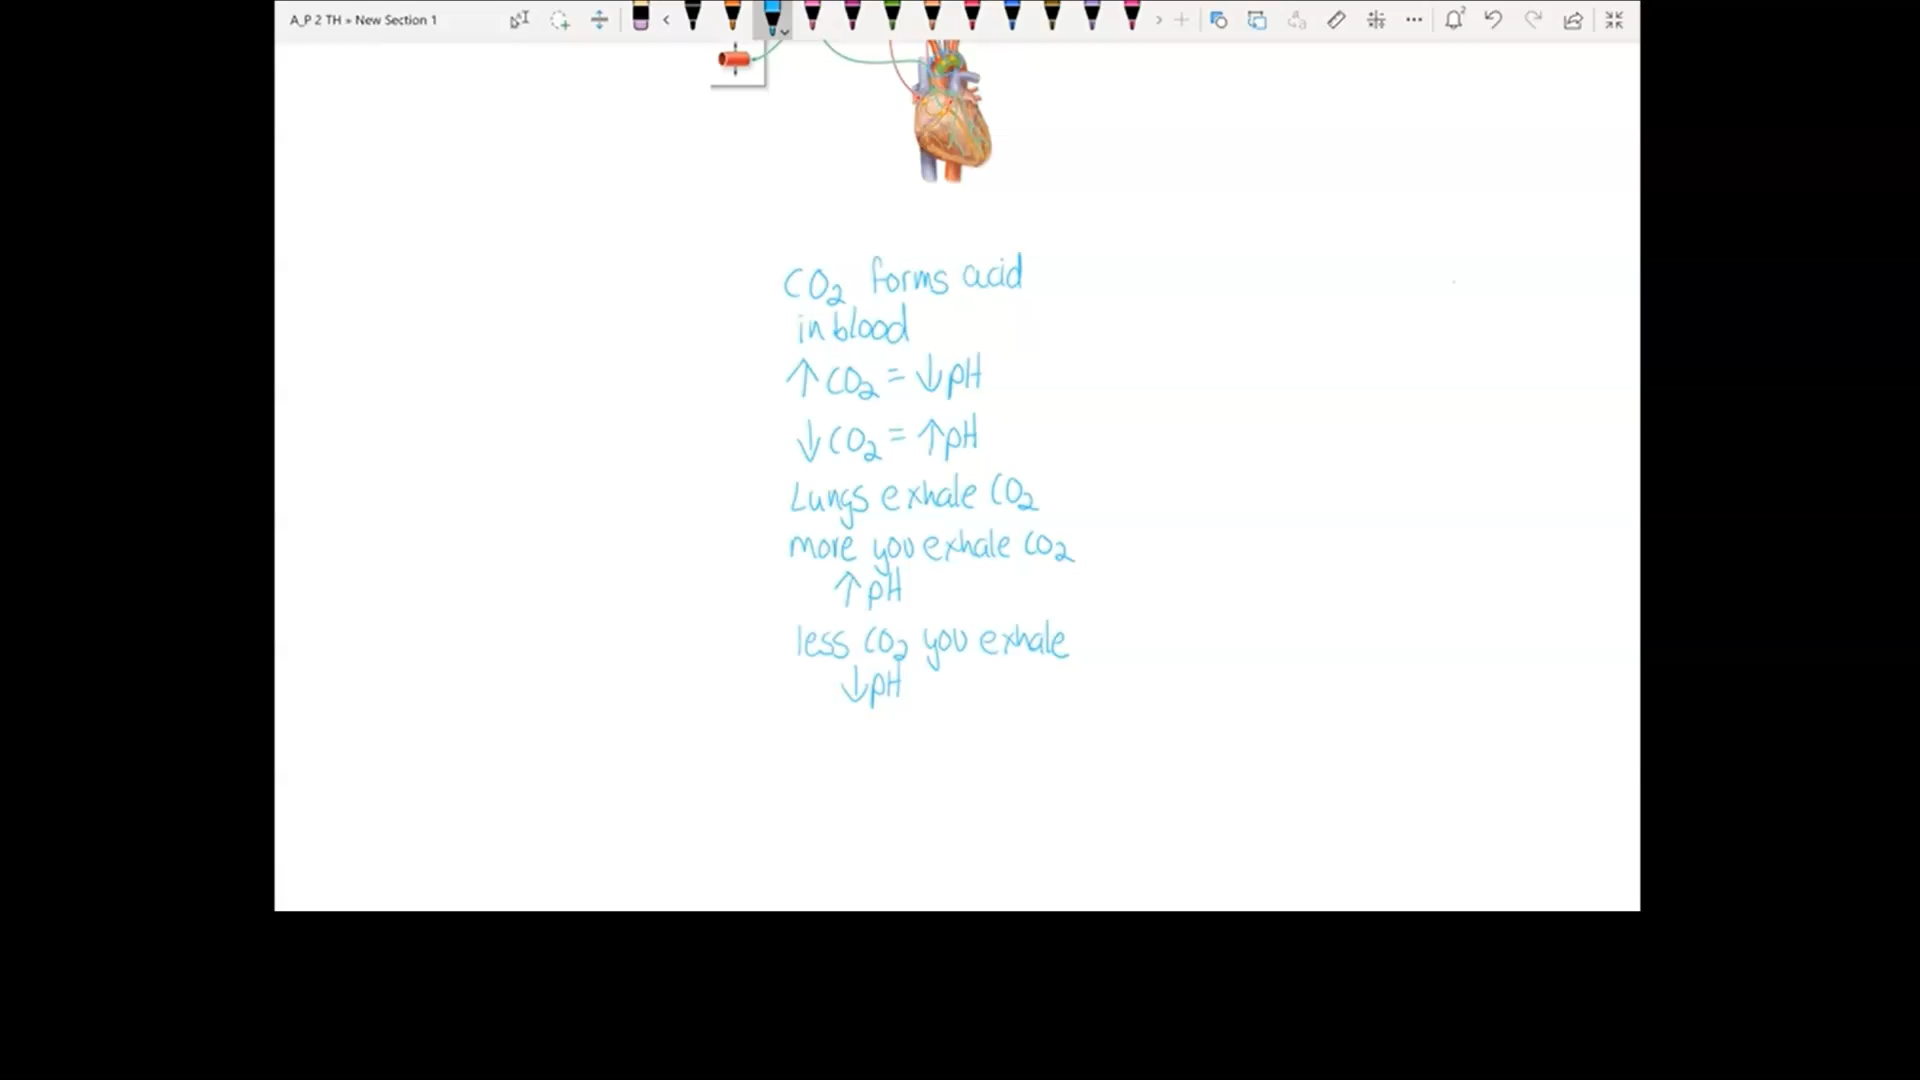 A_P 2 TH » New Section 1
CO₂ forms acid
in blood
↑ CO₂ = ↓ pH
↓ CO₂ = ↑ pH
Lungs exhale CO₂
more you exhale CO₂
↑ pH
less CO₂ you exhale
↓ pH